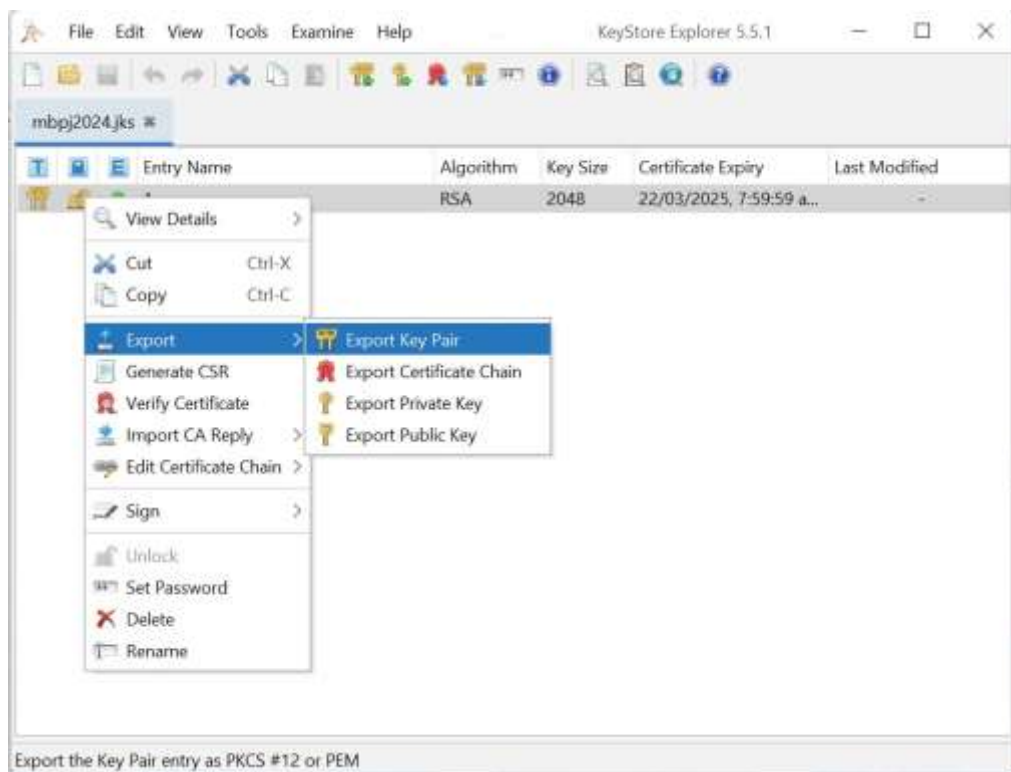 File Edit View Tools Examine Help KeyStore Explorer 5.5.1
mbpj2024.jks
T E Entry Name Algorithm Key Size Certificate Expiry Last Modified
RSA 2048 22/03/2025, 7:59:59 a... -
View Details
Cut Ctrl-X
Copy Ctrl-C
Export Export Key Pair
Generate CSR Export Certificate Chain
Verify Certificate Export Private Key
Import CA Reply Export Public Key
Edit Certificate Chain
Sign
Unlock
Set Password
Delete
Rename
Export the Key Pair entry as PKCS #12 or PEM